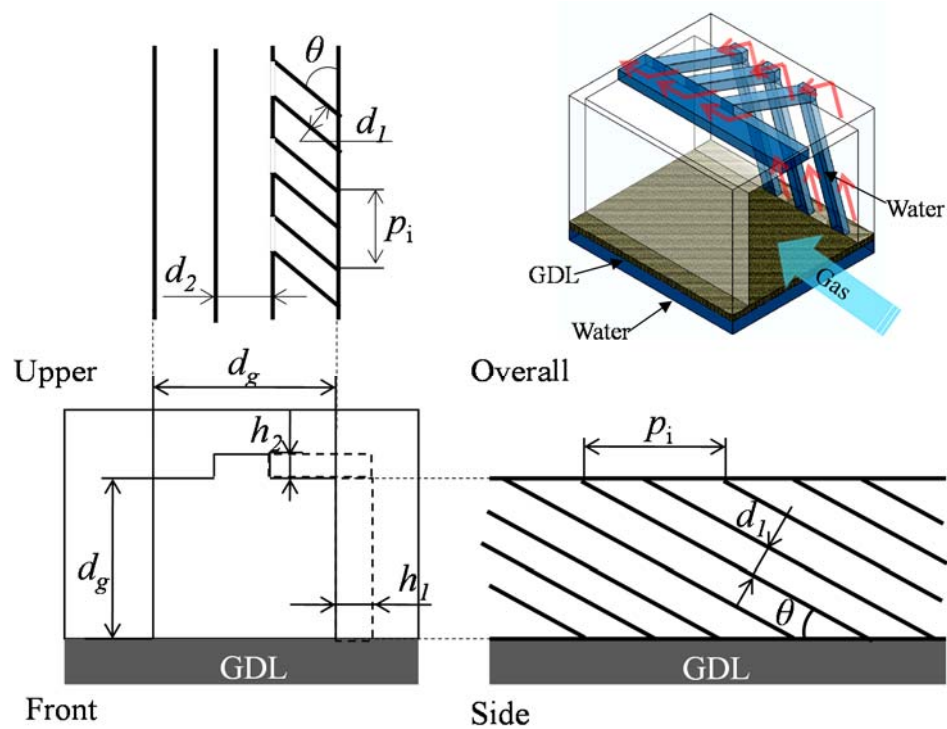 θ
d1
pi
d2
Upper
Water
GDL
Gas
Water
Overall
dg
h2
dg
h1
GDL
Front
pi
d1
θ
GDL
Side